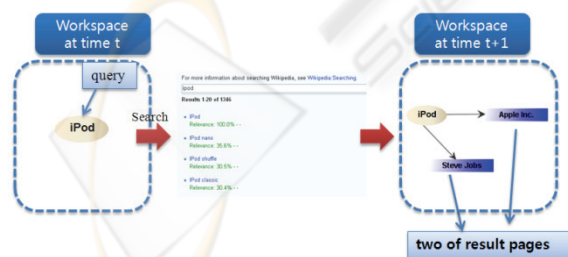 Workspace
at time t
query
iPod
Search
For more information about searching Wikipedia, see Wikipedia Searching
ipod
Results 1-20 of 1346
iPod
Relevance: 100.0% - -
iPod nano
Relevance: 35.6% - -
iPod shuffle
Relevance: 30.5% - -
iPod classic
Relevance: 30.4% - -
Workspace
at time t+1
iPod
Apple Inc.
Steve Jobs
two of result pages